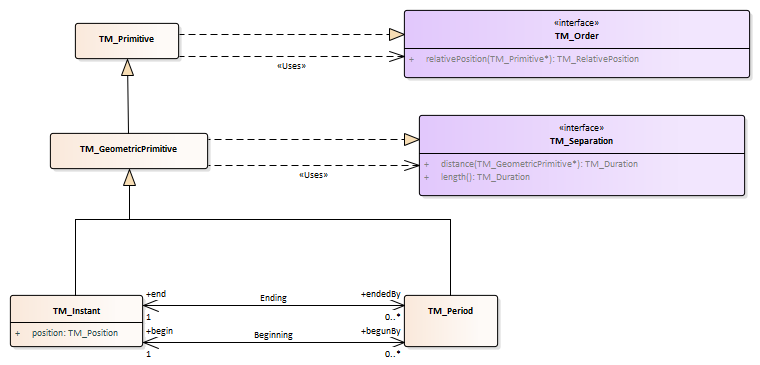 «interface»
TM_Order
TM_Primitive
+ relativePosition(TM_Primitive*): TM_RelativePosition
«Uses»
«interface»
TM_Separation
TM_GeometricPrimitive
+ distance(TM_GeometricPrimitive*): TM_Duration
+ length(): TM_Duration
«Uses»
+end
Ending
+endedBy
TM_Instant
1
0..*
TM_Period
+ position: TM_Position
+begin
Beginning
+begunBy
1
0..*